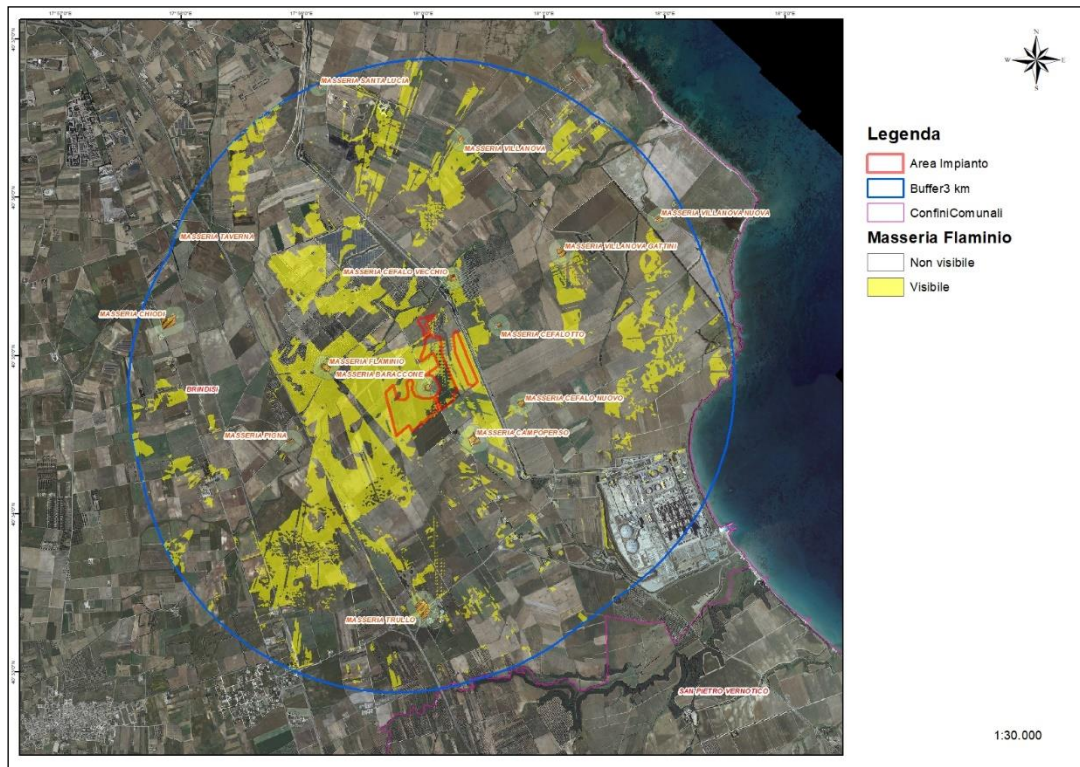 Legenda
Area Impianto
Buffer3 km
ConfiniComunali
Masseria Flaminio
Non visibile
Visibile
1:30.000
N
W
E
S
MASSERIA SANTA LUCIA
MASSERIA VILLANOVA
MASSERIA VILLANOVA NUOVA
MASSERIA TAVERNA
MASSERIA VILLANOVA GATTINI
MASSERIA CEFALO VECCHIO
MASSERIA CHIODI
MASSERIA CEFALOTTO
MASSERIA FLAMINIO
MASSERIA BARACCONE
BRINDISI
MASSERIA CEFALO NUOVO
MASSERIA PIGNA
MASSERIA CAMPOPERSO
MASSERIA TRULLO
SAN PIETRO VERNOTICO